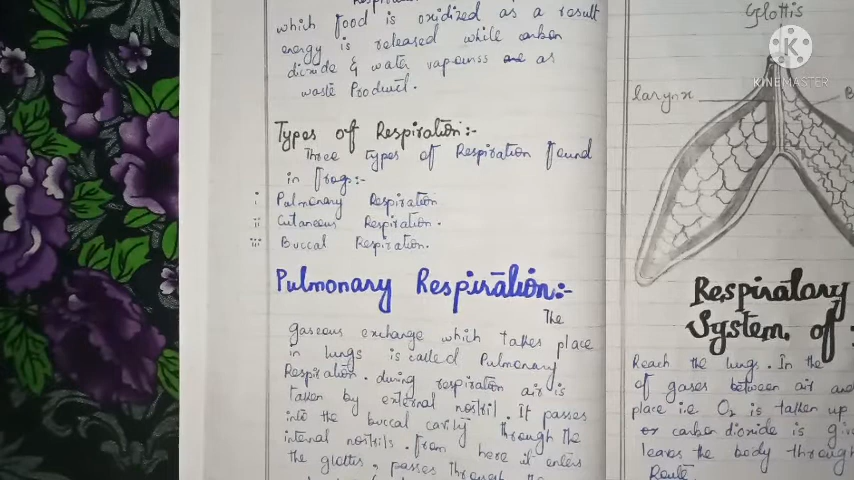 which food is oxidized as a result
energy is released while carbon
dioxide & water vapourss as
waste Product.
Types of Respiration:-
Three types of Respiration found
in frog:-
i Pulmonary Respiration
ii Cutaneous Respiration.
iii Buccal Respiration.
Pulmonary Respiration:-
The
gaseous exchange which takes place
in lungs is called Pulmonary
Respiration. during respiration air is
taken by external nostril. It passes
into the buccal cavity through the
internal nostrils. from here it enters
the glottis, passes through the
Glottis
larynx
KINEMASTER
Respiratory
System of
Reach the lungs. In the
of gases between air and
place i.e. O2 is taken up
or carbon dioxide is giv
leaves the body through
Route